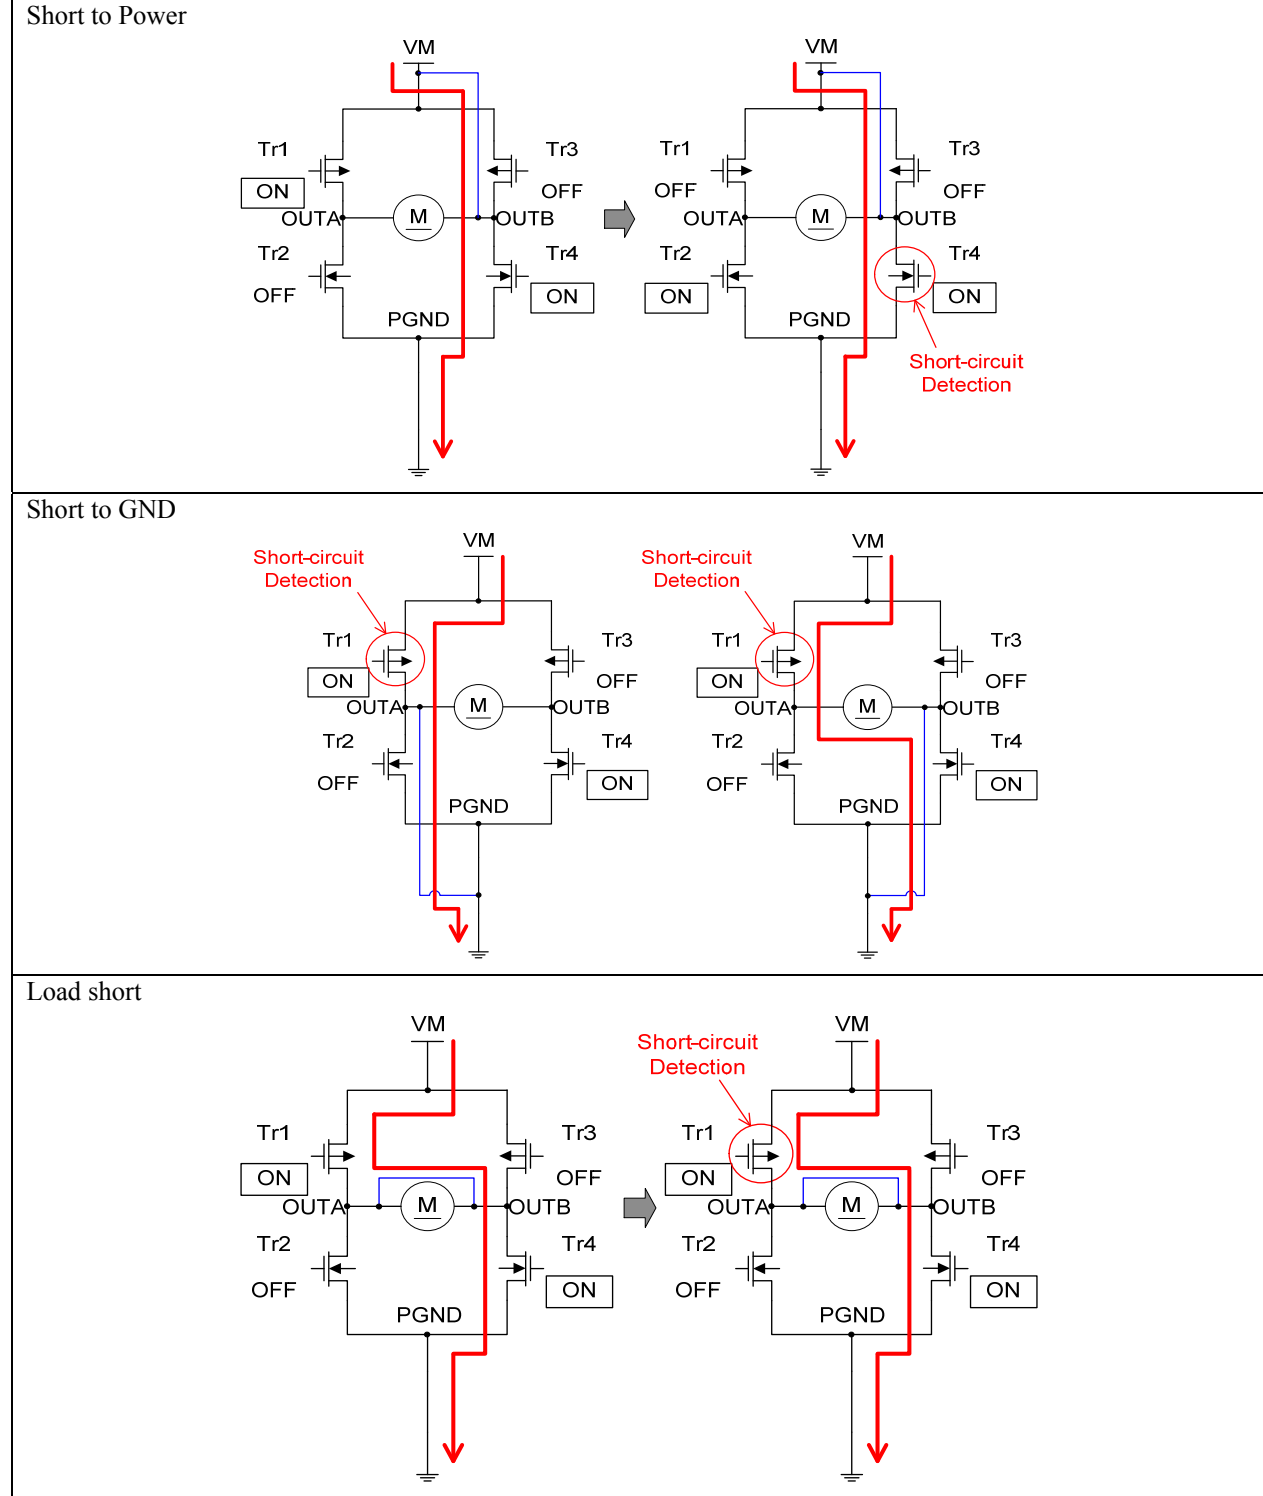 Short to Power
VM
Tr1
ON
Tr3
OFF
OUTA
M
OUTB
Tr2
OFF
Tr4
ON
PGND
VM
Tr1
OFF
Tr3
OFF
OUTA
M
OUTB
Tr2
ON
Tr4
ON
PGND
Short-circuit
Detection
Short to GND
VM
Short-circuit
Detection
Tr1
ON
Tr3
OFF
OUTA
M
OUTB
Tr2
OFF
Tr4
ON
PGND
VM
Short-circuit
Detection
Tr1
ON
Tr3
OFF
OUTA
M
OUTB
Tr2
OFF
Tr4
ON
PGND
Load short
VM
Tr1
ON
Tr3
OFF
OUTA
M
OUTB
Tr2
OFF
Tr4
ON
PGND
VM
Short-circuit
Detection
Tr1
ON
Tr3
OFF
OUTA
M
OUTB
Tr2
OFF
Tr4
ON
PGND